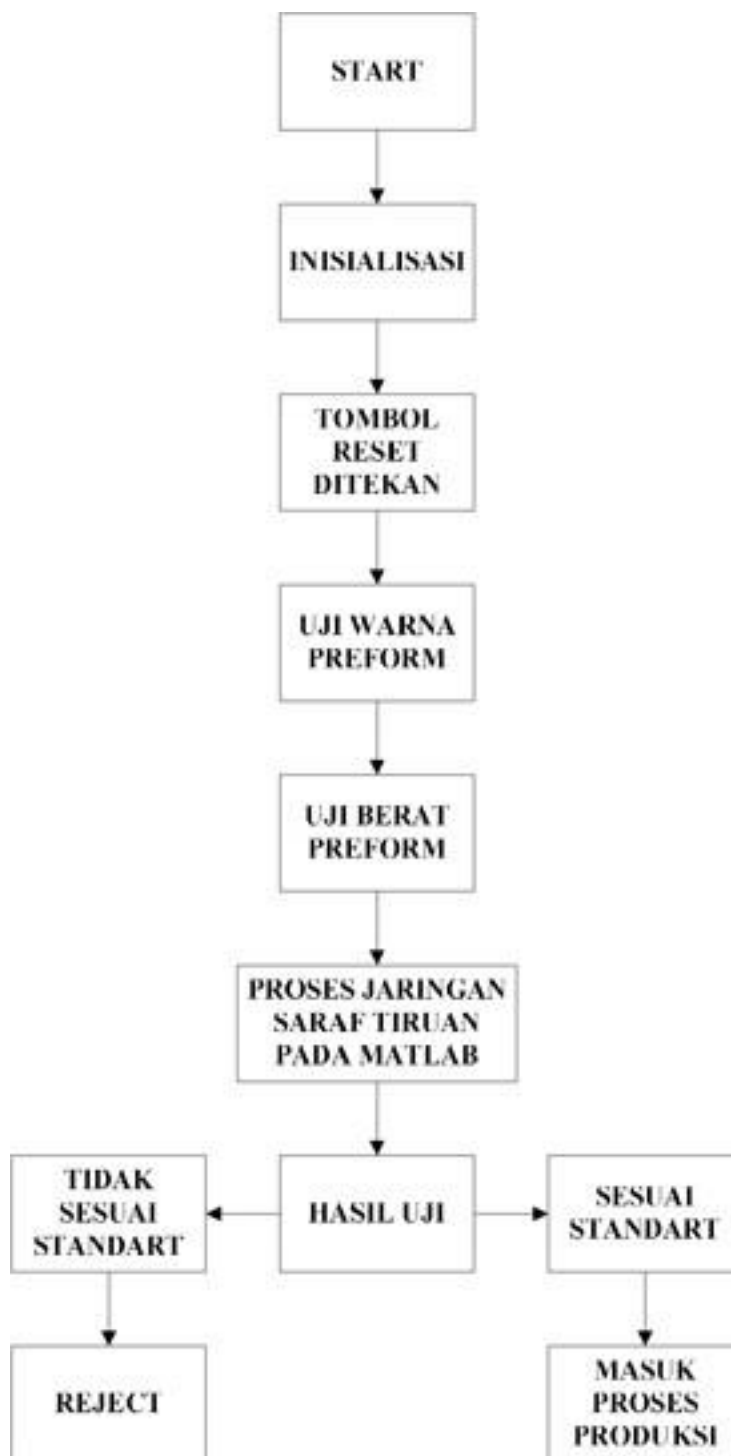 START
INISIALISASI
TOMBOL
RESET
DITEKAN
UJI WARNA
PREFORM
UJI BERAT
PREFORM
PROSES JARINGAN
SARAF TIRUAN
PADA MATLAB
TIDAK
SESUAI
STANDART
HASIL UJI
SESUAI
STANDART
REJECT
MASUK
PROSES
PRODUKSI